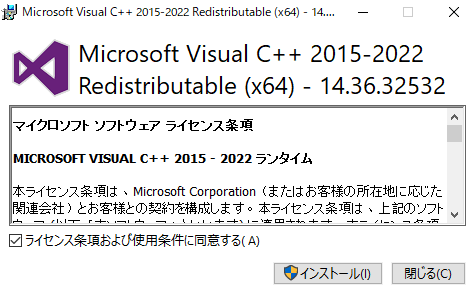 Microsoft Visual C++ 2015-2022 Redistributable (x64) - 14....
Microsoft Visual C++ 2015-2022
Redistributable (x64) - 14.36.32532
マイクロソフト ソフトウェア ライセンス条項
MICROSOFT VISUAL C++ 2015 - 2022 ランタイム
本ライセンス条項は、Microsoft Corporation (またはお客様の所在地に応じた
関連会社) とお客様との契約を構成します。本ライセンス条項は、上記のソフト
ライセンス条項および使用条件に同意する(A)
インストール(I)
閉じる(C)